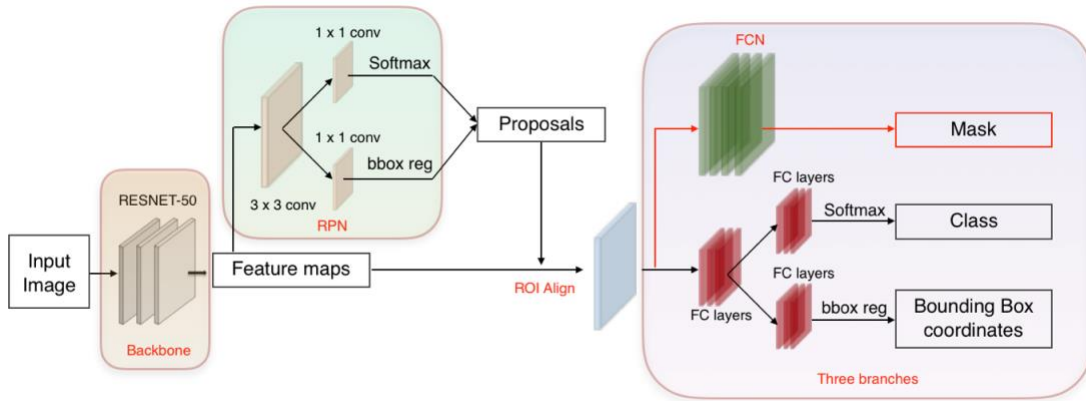 1 x 1 conv
Softmax
1 x 1 conv
bbox reg
3 x 3 conv
RPN
Proposals
RESNET-50
Input
Image
Backbone
Feature maps
ROI Align
FCN
Mask
FC layers
Softmax
Class
FC layers
FC layers
bbox reg
Bounding Box
coordinates
Three branches